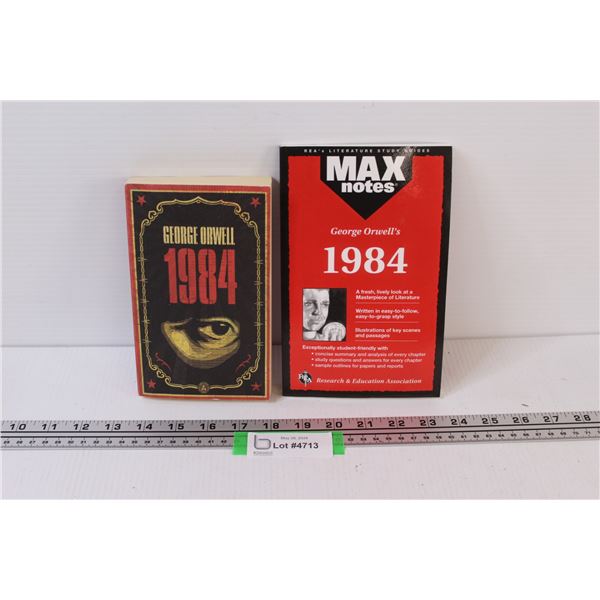 GEORGE ORWELL
1984
REA's LITERATURE STUDY GUIDES
MAX
notes®
George Orwell's
1984
A fresh, lively look at a
Masterpiece of Literature
Written in easy-to-follow,
easy-to-grasp style
Illustrations of key scenes
and passages
Exceptionally student-friendly with
• concise summary and analysis of every chapter
• study questions and answers for every chapter
• sample outlines for papers and reports
REA
Research & Education Association
10 11 12 13 14 15 16 17 18 19 20 21 22 23 24 25 26 27 28
b
Lot #4713